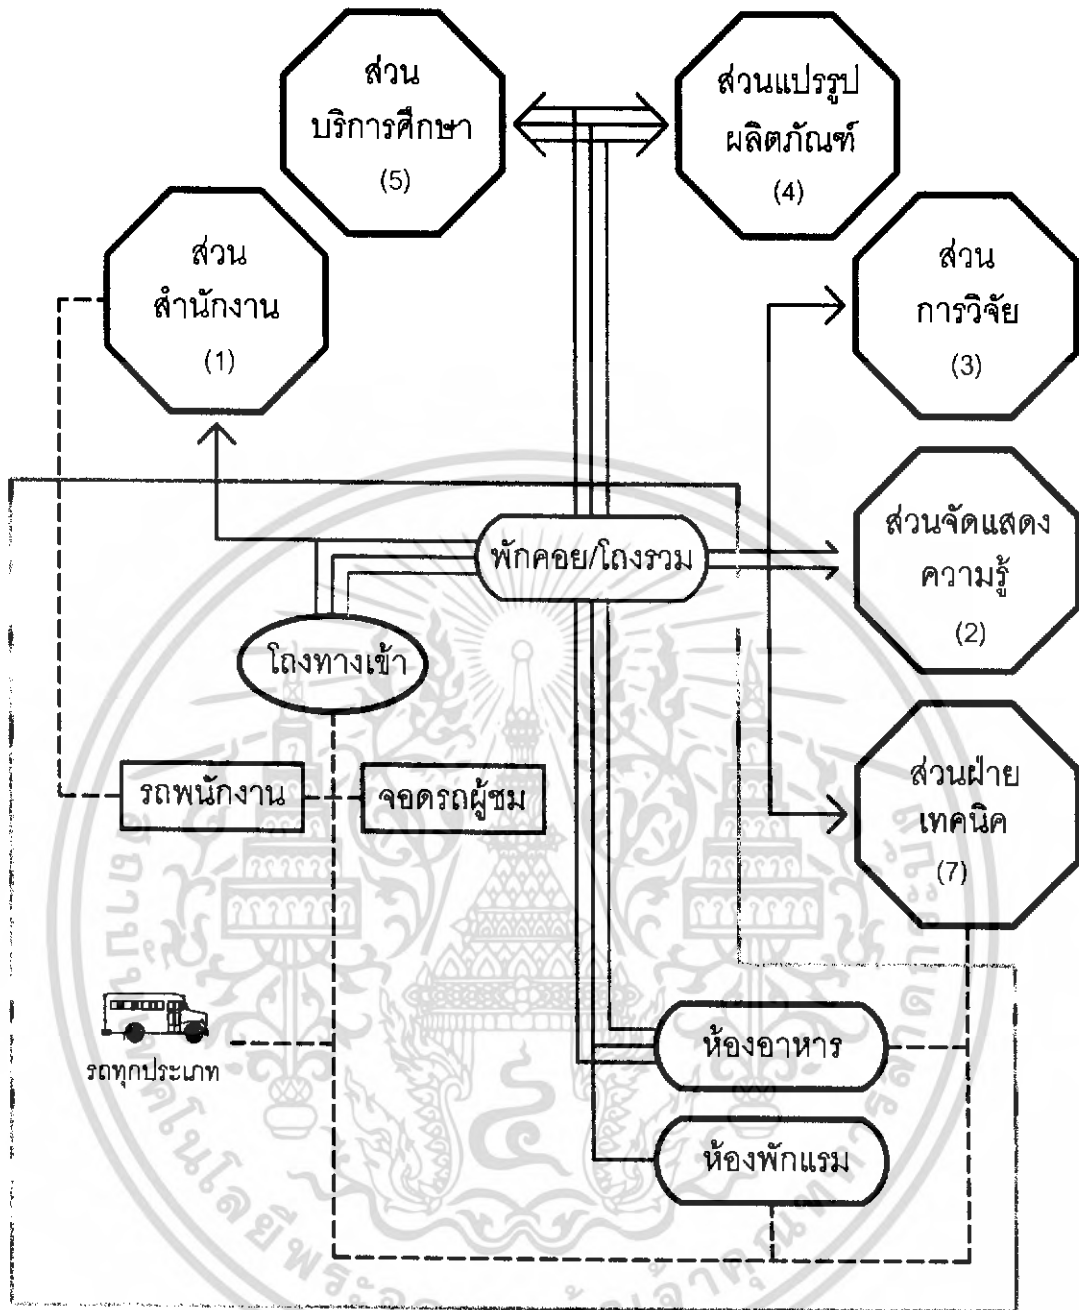 ส่วน
บริการศึกษา
(5)
ส่วนแปรรูป
ผลิตภัณฑ์
(4)
ส่วน
สำนักงาน
(1)
ส่วน
การวิจัย
(3)
พักคอย/โถงรวม
ส่วนจัดแสดง
ความรู้
(2)
โถงทางเข้า
รถพนักงาน
จอดรถผู้ชม
ส่วนฝ่าย
เทคนิค
(7)
รถทุกประเภท
ห้องอาหาร
ห้องพักแรม